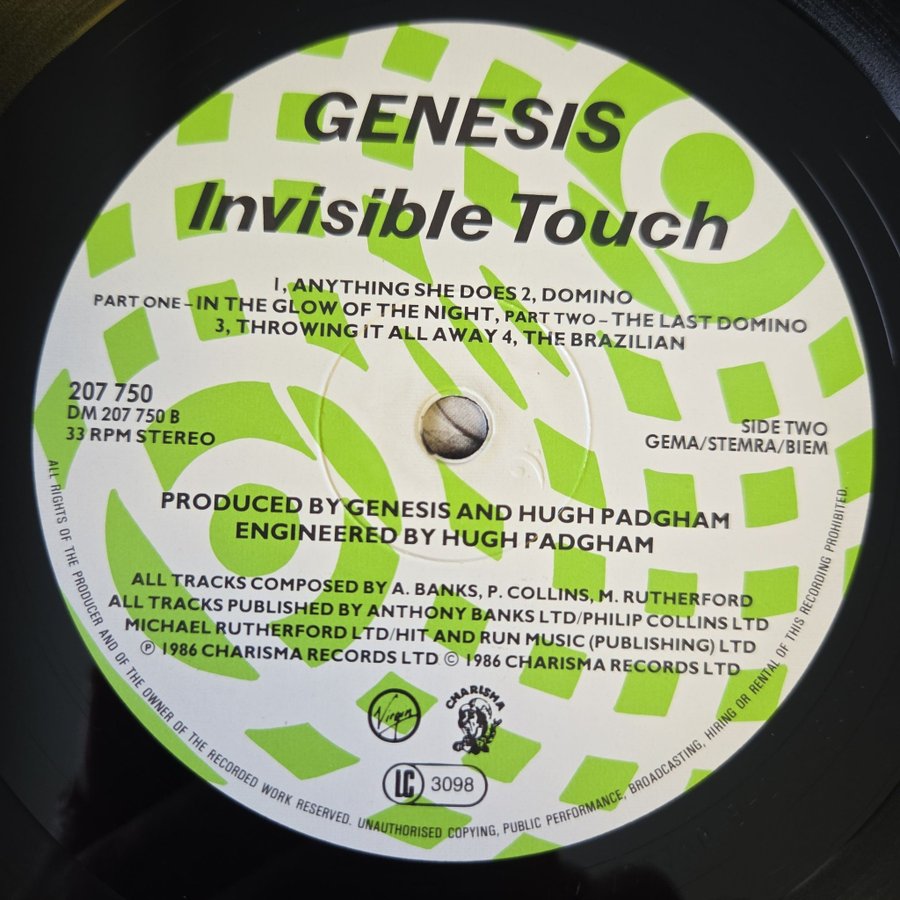 GENESIS
Invisible Touch
1, ANYTHING SHE DOES 2, DOMINO
PART ONE – IN THE GLOW OF THE NIGHT, PART TWO – THE LAST DOMINO
3, THROWING IT ALL AWAY 4, THE BRAZILIAN
207 750
DM 207 750 B
33 RPM STEREO
SIDE TWO
GEMA/STEMRA/BIEM
PRODUCED BY GENESIS AND HUGH PADGHAM
ENGINEERED BY HUGH PADGHAM
ALL TRACKS COMPOSED BY A. BANKS, P. COLLINS, M. RUTHERFORD
ALL TRACKS PUBLISHED BY ANTHONY BANKS LTD/PHILIP COLLINS LTD
MICHAEL RUTHERFORD LTD/HIT AND RUN MUSIC (PUBLISHING) LTD
℗ 1986 CHARISMA RECORDS LTD © 1986 CHARISMA RECORDS LTD
Virgin
CHARISMA
LC 3098
ALL RIGHTS OF THE PRODUCER AND OF THE OWNER OF THE RECORDED WORK RESERVED. UNAUTHORISED COPYING, PUBLIC PERFORMANCE, BROADCASTING, HIRING OR RENTAL OF THIS RECORDING PROHIBITED.